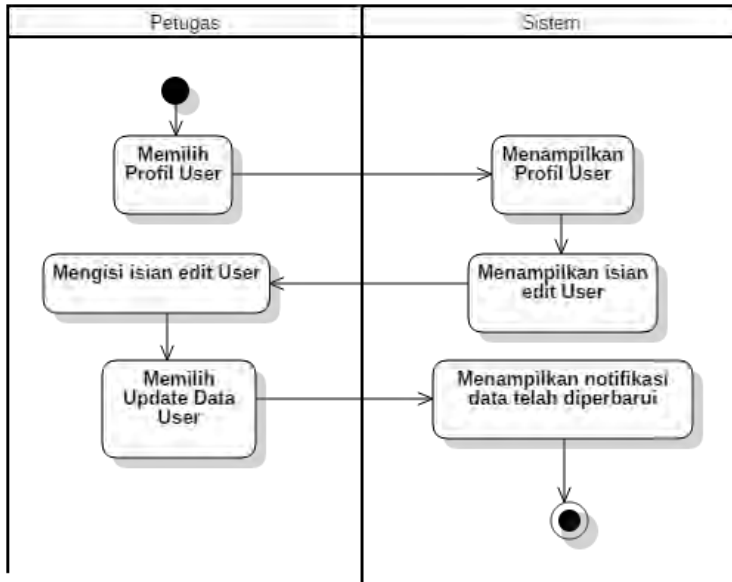 Petugas
Sistem
Memilih
Profil User
Menampilkan
Profil User
Mengisi isian edit User
Menampilkan isian
edit User
Memilih
Update Data
User
Menampilkan notifikasi
data telah diperbarui